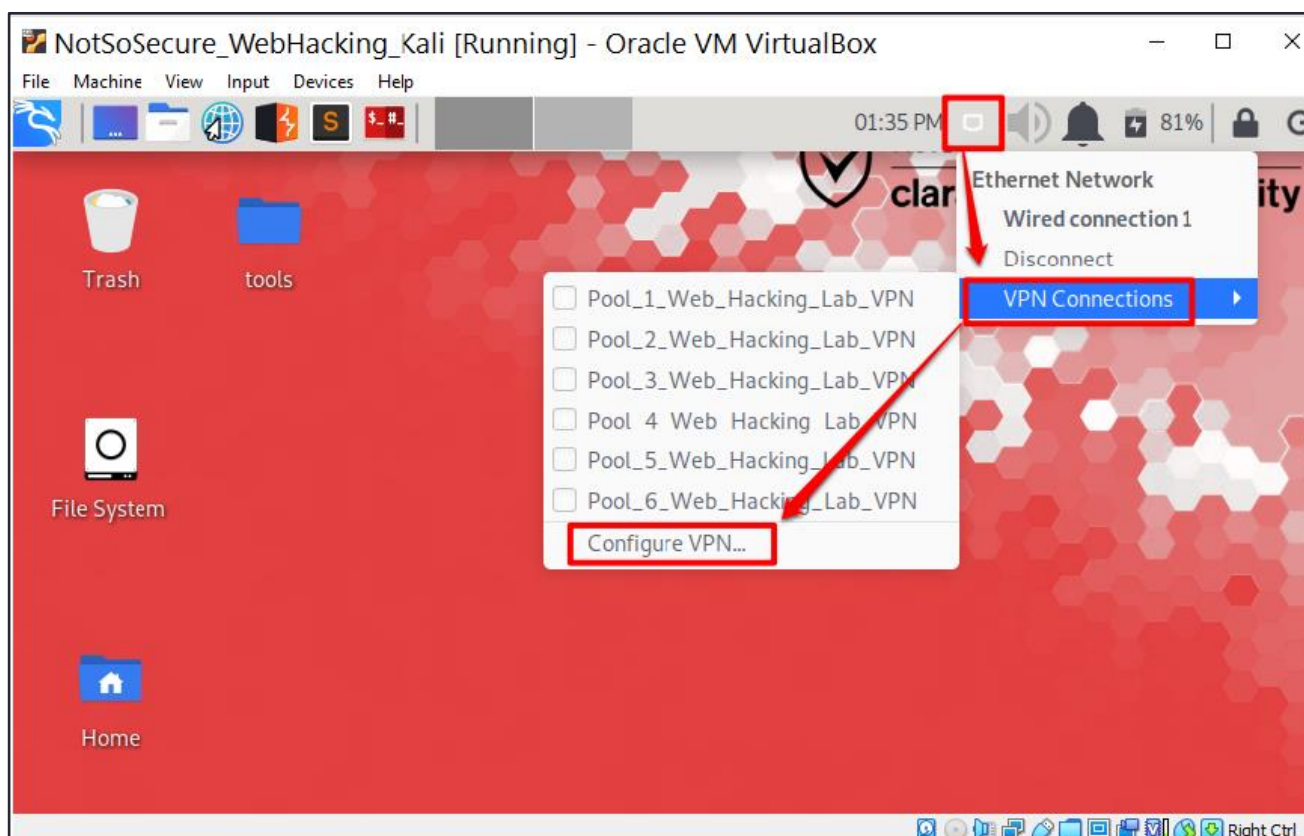 NotSoSecure_WebHacking_Kali [Running] - Oracle VM VirtualBox
File Machine View Input Devices Help
S $_#_ 01:35 PM 81%
clar
ity
Ethernet Network
Wired connection 1
Disconnect
VPN Connections
Trash
tools
Pool_1_Web_Hacking_Lab_VPN
Pool_2_Web_Hacking_Lab_VPN
Pool_3_Web_Hacking_Lab_VPN
Pool 4 Web Hacking Lab VPN
Pool_5_Web_Hacking_Lab_VPN
Pool_6_Web_Hacking_Lab_VPN
Configure VPN...
File System
Home
Right Ctrl